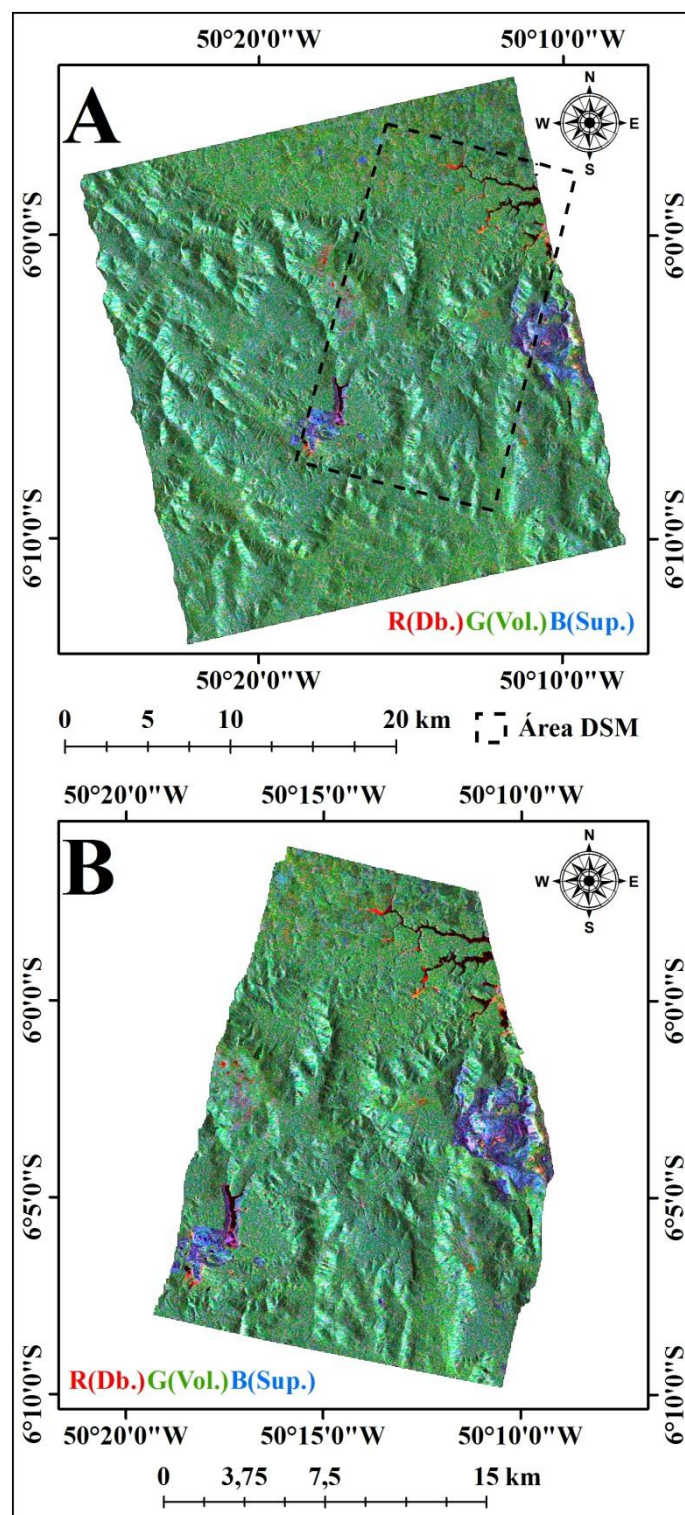 50°20'0"W 50°10'0"W
A
N
W E
S
6°0'0"S 6°0'0"S
6°10'0"S 6°10'0"S
R(Db.)G(Vol.)B(Sup.)
50°20'0"W 50°10'0"W
0 5 10 20 km
Área DSM
50°20'0"W 50°15'0"W 50°10'0"W
B
N
W E
S
6°0'0"S 6°0'0"S
6°5'0"S 6°5'0"S
R(Db.)G(Vol.)B(Sup.)
6°10'0"S 6°10'0"S
50°20'0"W 50°15'0"W 50°10'0"W
0 3,75 7,5 15 km